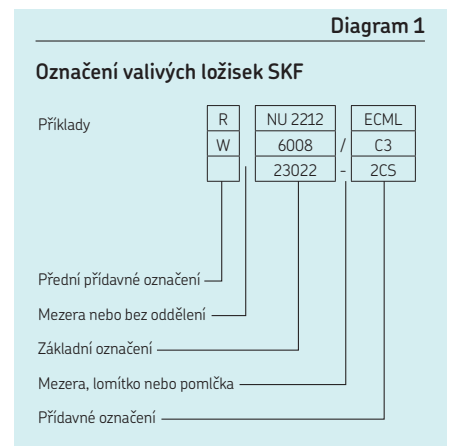 Diagram 1
Označení valivých ložisek SKF
Příklady
R NU 2212 ECML
W 6008 / C3
23022 - 2CS
Přední přídavné označení
Mezera nebo bez oddělení
Základní označení
Mezera, lomítko nebo pomlčka
Přídavné označení